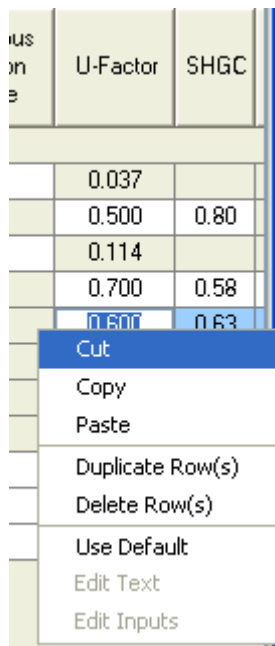 U-Factor SHGC
0.037
0.500 0.80
0.114
0.700 0.58
0.600 0.63
Cut
Copy
Paste
Duplicate Row(s)
Delete Row(s)
Use Default
Edit Text
Edit Inputs